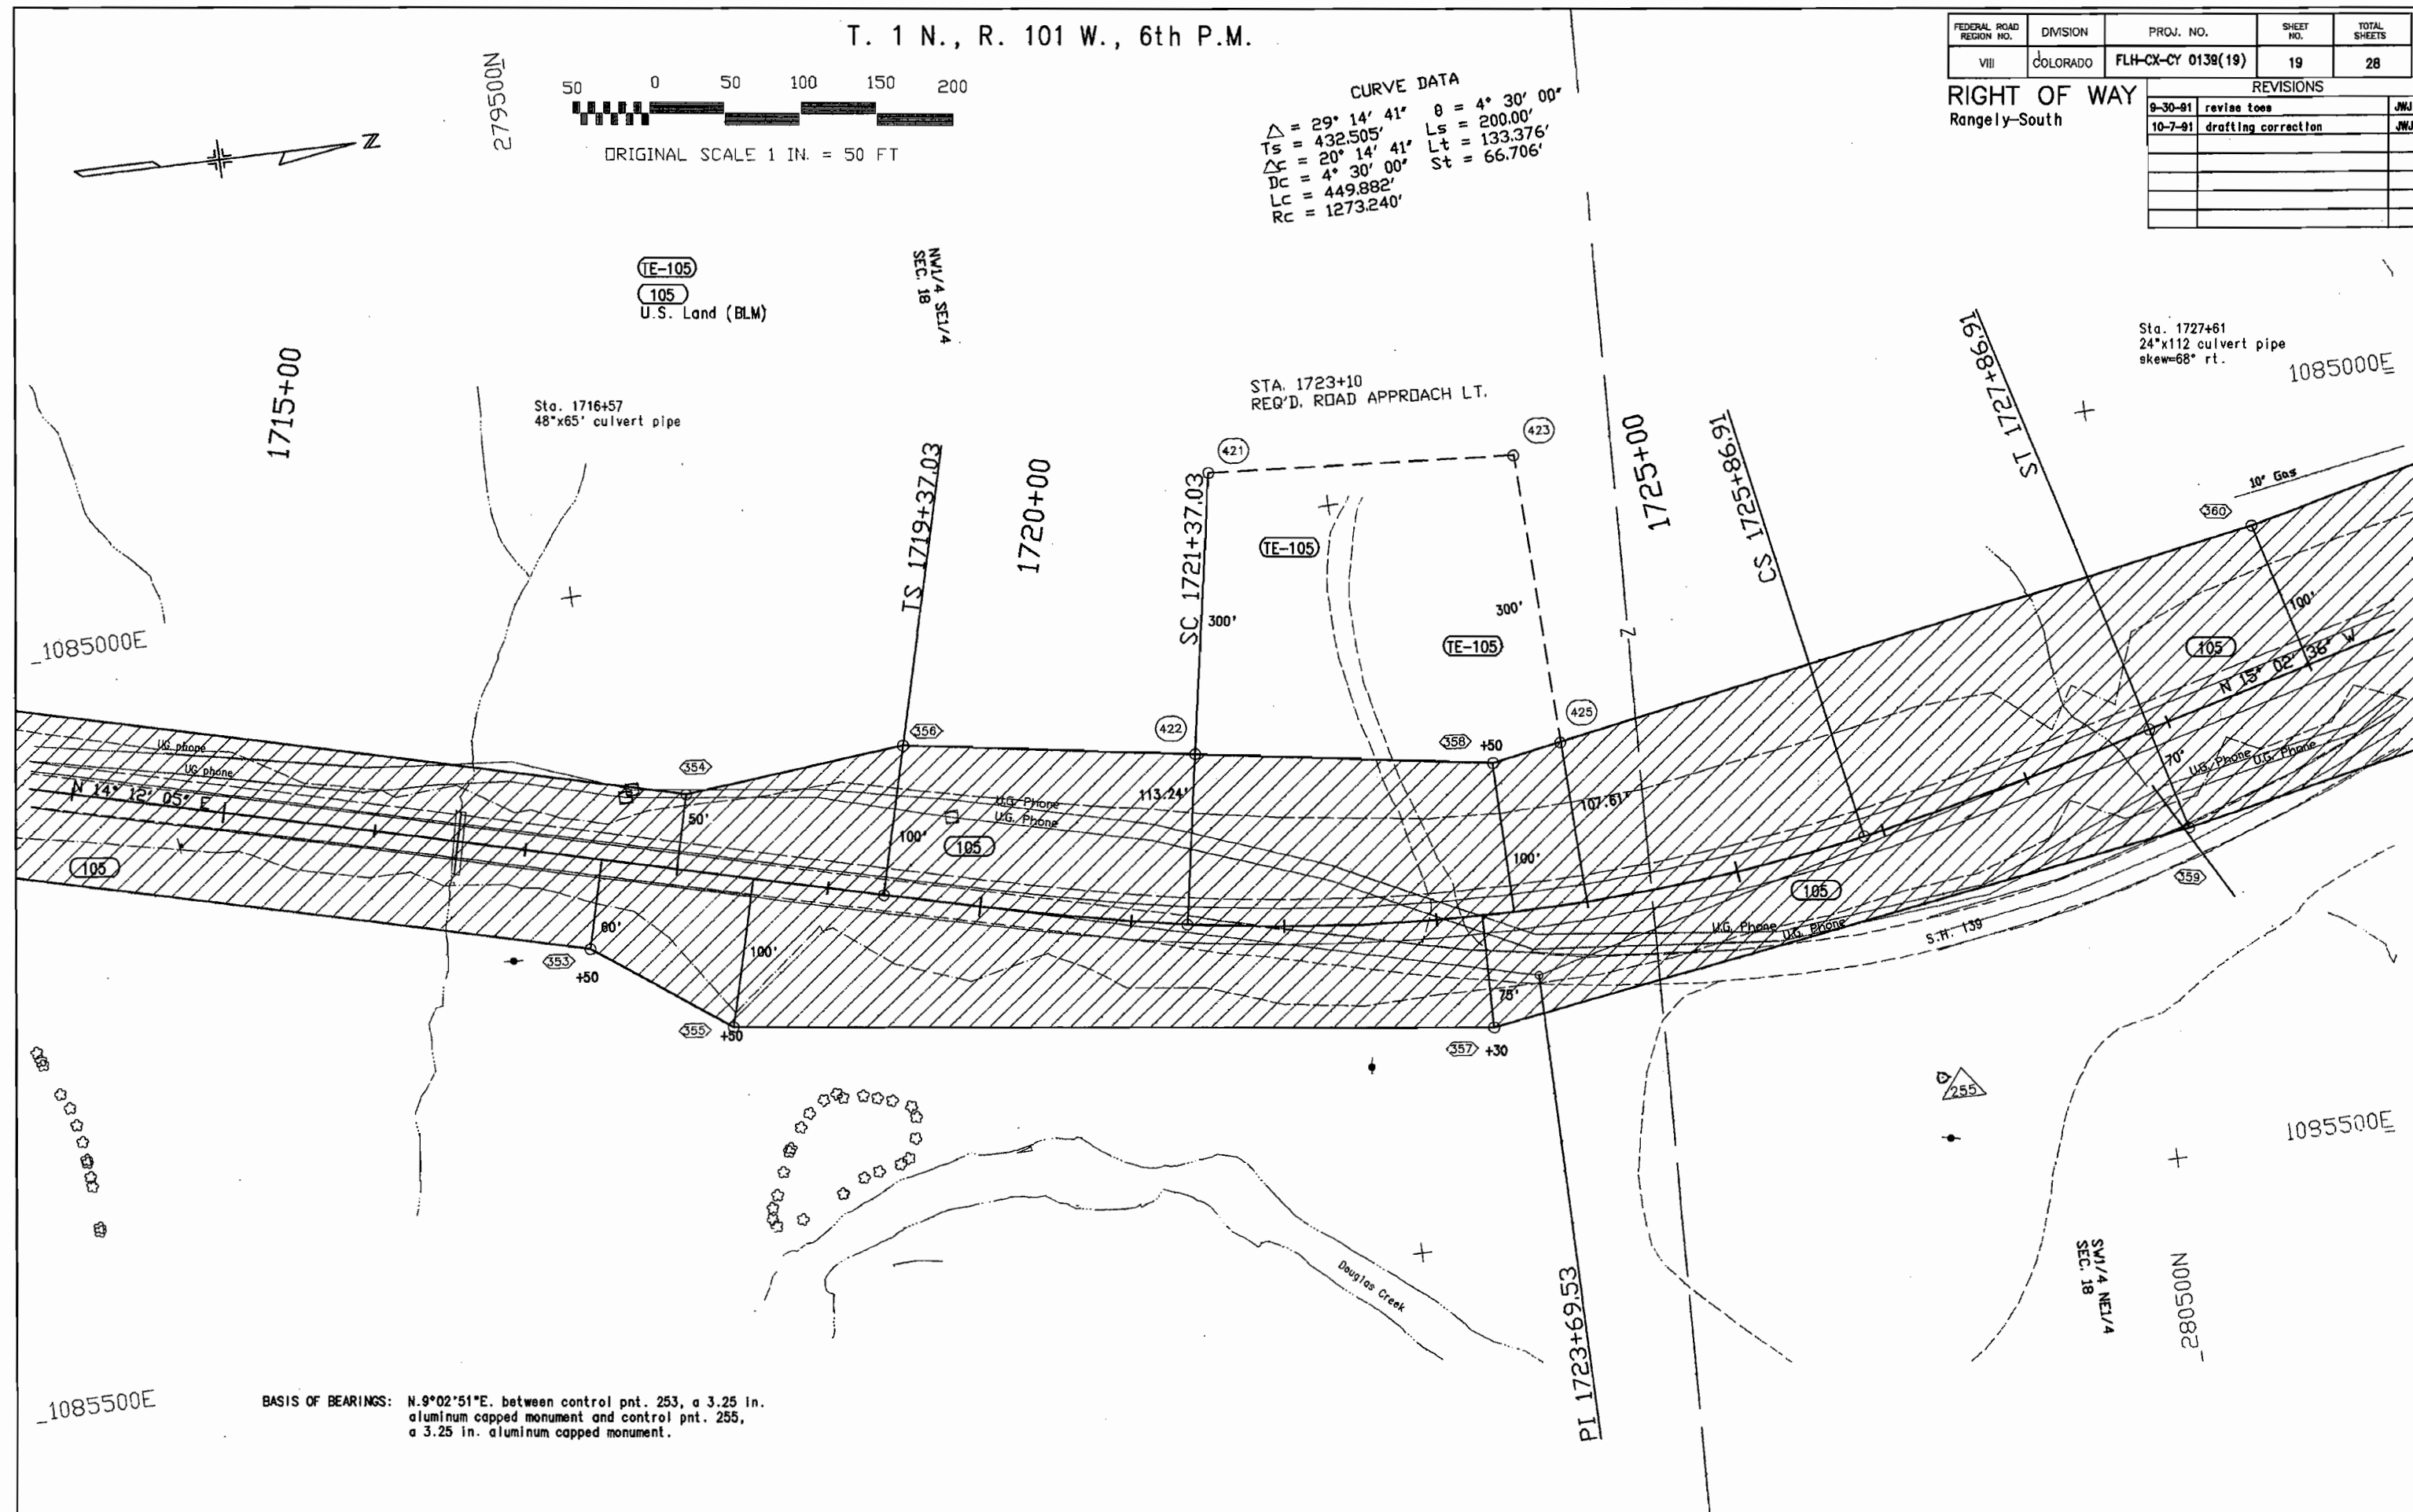 T. 1 N., R. 101 W., 6th P.M.
FEDERAL ROAD REGION NO.
DIVISION
PROJ. NO.
SHEET NO.
TOTAL SHEETS
VIII
COLORADO
FLH-CX-CY 0139(19)
19
28
RIGHT OF WAY
Rangely-South
REVISIONS
9-30-91 revise toes JWJ
10-7-91 drafting correction JWJ
279500N
50 0 50 100 150 200
ORIGINAL SCALE 1 IN. = 50 FT
Z
CURVE DATA
△ = 29° 14' 41" θ = 4° 30' 00"
Ts = 432.505' Ls = 200.00'
△c = 20° 14' 41" Lt = 133.376'
Dc = 4° 30' 00" St = 66.706'
Lc = 449.882'
Rc = 1273.240'
TE-105
105
U.S. Land (BLM)
NW1/4 SE1/4
SEC. 18
Sta. 1727+61
24"x112 culvert pipe
skew=68° rt.
1085000E
1715+00
Sta. 1716+57
48"x65' culvert pipe
STA. 1723+10
REQ'D. ROAD APPROACH LT.
TS 1719+37.03
1720+00
SC 1721+37.03
421
423
1725+00
CS 1725+86.91
ST 1727+86.91
10" Gas
360
TE-105
300'
300'
TE-105
100'
105
N 15° 02' 36" W
1085000E
UG phone
UG phone
N 14° 12' 05" E
354
356
422
358 +50
425
50'
100'
105
U.G. Phone
U.G. Phone
113.24'
107.61'
100'
70'
U.G. Phone
U.G. Phone
105
105
60'
100'
353
+50
355
+50
75'
357 +30
U.G. Phone
U.G. Phone
S.H. 139
359
255
1085500E
Douglas Creek
PI 1723+69.53
SW1/4 NE1/4
SEC. 18
280500N
1085500E
BASIS OF BEARINGS: N.9°02'51"E. between control pnt. 253, a 3.25 in.
aluminum capped monument and control pnt. 255,
a 3.25 in. aluminum capped monument.